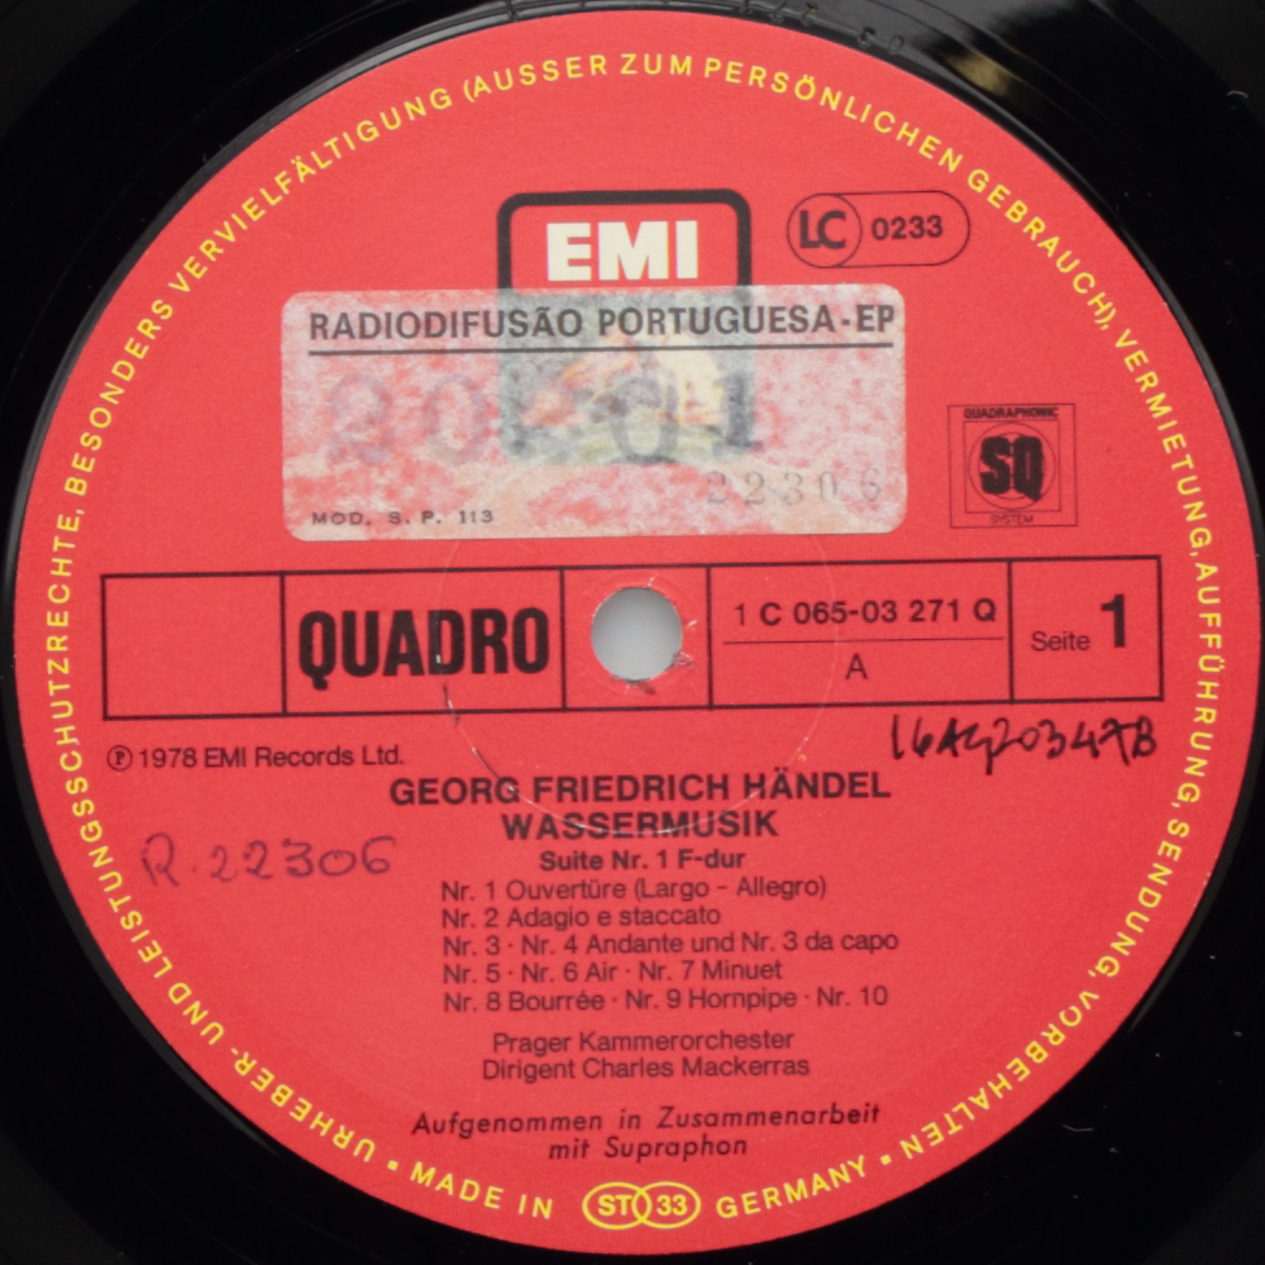 URHEBER- UND LEISTUNGSSCHUTZRECHTE, BESONDERS VERVIELFÄLTIGUNG (AUSSER ZUM PERSÖNLICHEN GEBRAUCH), VERMIETUNG, AUFFÜHRUNG, SENDUNG, VORBEHALTEN
EMI
LC 0233
RADIODIFUSÃO PORTUGUESA-EP
22306
MOD. S. P. 113
QUADRAPHONIC
SQ
SYSTEM
QUADRO
1 C 065-03 271 Q
A
Seite 1
℗ 1978 EMI Records Ltd.
GEORG FRIEDRICH HÄNDEL
WASSERMUSIK
R. 22306
Suite Nr. 1 F-dur
Nr. 1 Ouvertüre (Largo - Allegro)
Nr. 2 Adagio e staccato
Nr. 3 · Nr. 4 Andante und Nr. 3 da capo
Nr. 5 · Nr. 6 Air · Nr. 7 Minuet
Nr. 8 Bourrée · Nr. 9 Hornpipe · Nr. 10
Prager Kammerorchester
Dirigent Charles Mackerras
Aufgenommen in Zusammenarbeit
mit Supraphon
▪ MADE IN ST 33 GERMANY ▪